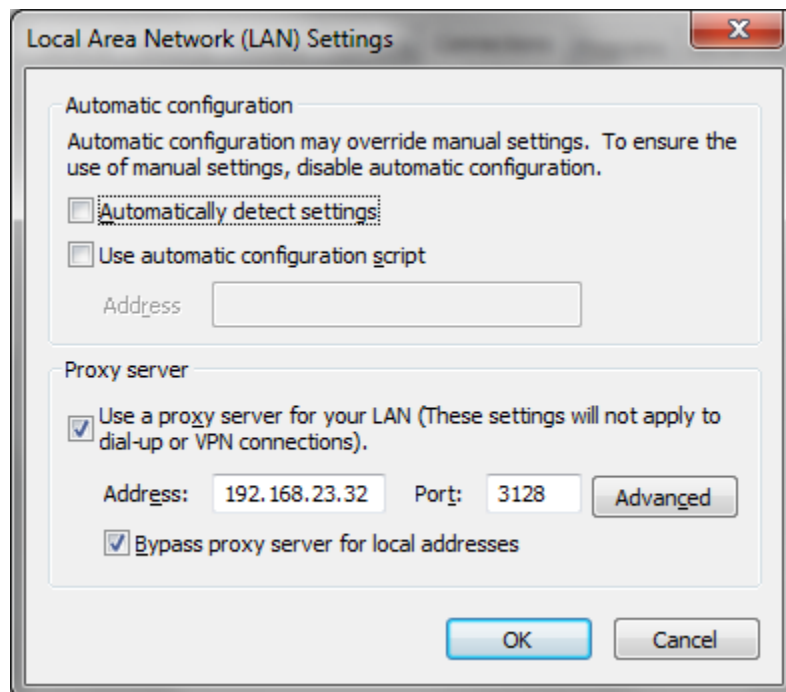 Local Area Network (LAN) Settings
Automatic configuration
Automatic configuration may override manual settings.  To ensure the
use of manual settings, disable automatic configuration.
Automatically detect settings
Use automatic configuration script
Address
Proxy server
Use a proxy server for your LAN (These settings will not apply to
dial-up or VPN connections).
Address: 192.168.23.32 Port: 3128 Advanced
Bypass proxy server for local addresses
OK Cancel